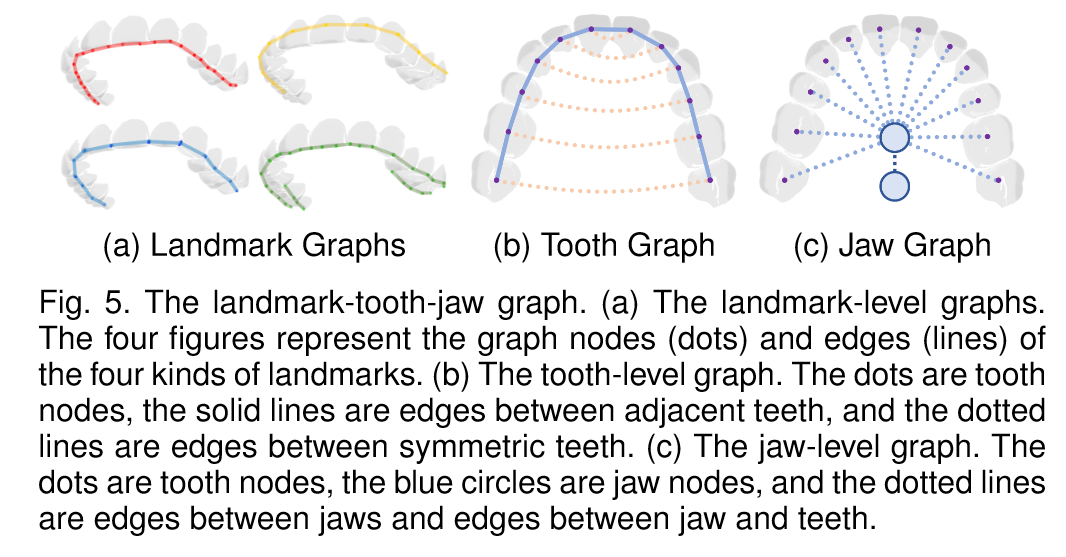 (a) Landmark Graphs
(b) Tooth Graph
(c) Jaw Graph
Fig. 5. The landmark-tooth-jaw graph. (a) The landmark-level graphs.
The four figures represent the graph nodes (dots) and edges (lines) of
the four kinds of landmarks. (b) The tooth-level graph. The dots are tooth
nodes, the solid lines are edges between adjacent teeth, and the dotted
lines are edges between symmetric teeth. (c) The jaw-level graph. The
dots are tooth nodes, the blue circles are jaw nodes, and the dotted lines
are edges between jaws and edges between jaw and teeth.